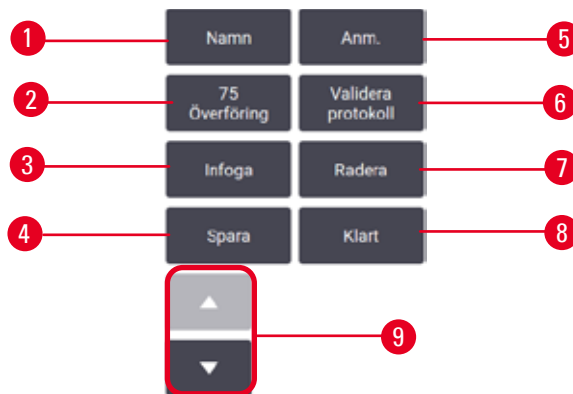 1 Namn Anm. 5
2 75 Överföring Validera protokoll 6
3 Infoga Radera 7
4 Spara Klart 8
9